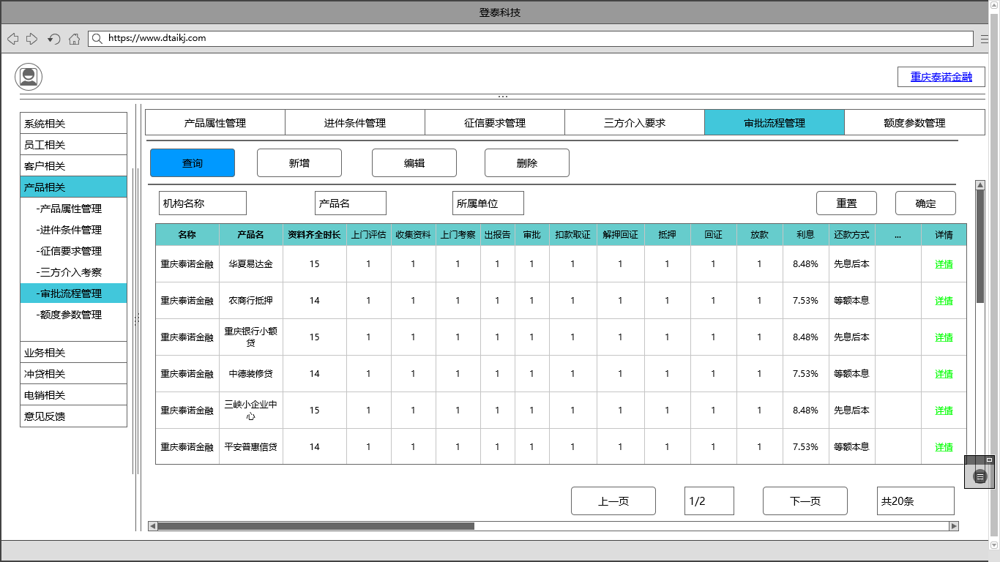 登泰科技
https://www.dtaikj.com
重庆泰诺金融
系统相关
员工相关
客户相关
产品相关
-产品属性管理
-进件条件管理
-征信要求管理
-三方介入考察
-审批流程管理
-额度参数管理
业务相关
冲贷相关
电销相关
意见反馈
产品属性管理 进件条件管理 征信要求管理 三方介入要求 审批流程管理 额度参数管理
查询 新增 编辑 删除
机构名称 产品名 所属单位 重置 确定
名称 产品名 资料齐全时长 上门评估 收集资料 上门考察 出报告 审批 扣款取证 解押回证 抵押 回证 放款 利息 还款方式 ... 详情
重庆泰诺金融 华夏易达金 15 1 1 1 1 1 1 1 1 1 1 8.48% 先息后本 详情
重庆泰诺金融 农商行抵押 14 1 1 1 1 1 1 1 1 1 1 7.53% 等额本息 详情
重庆泰诺金融 重庆银行小额贷 15 1 1 1 1 1 1 1 1 1 1 8.48% 先息后本 详情
重庆泰诺金融 中德装修贷 14 1 1 1 1 1 1 1 1 1 1 7.53% 等额本息 详情
重庆泰诺金融 三峡小企业中心 15 1 1 1 1 1 1 1 1 1 1 8.48% 先息后本 详情
重庆泰诺金融 平安普惠信贷 14 1 1 1 1 1 1 1 1 1 1 7.53% 等额本息 详情
上一页 1/2 下一页 共20条